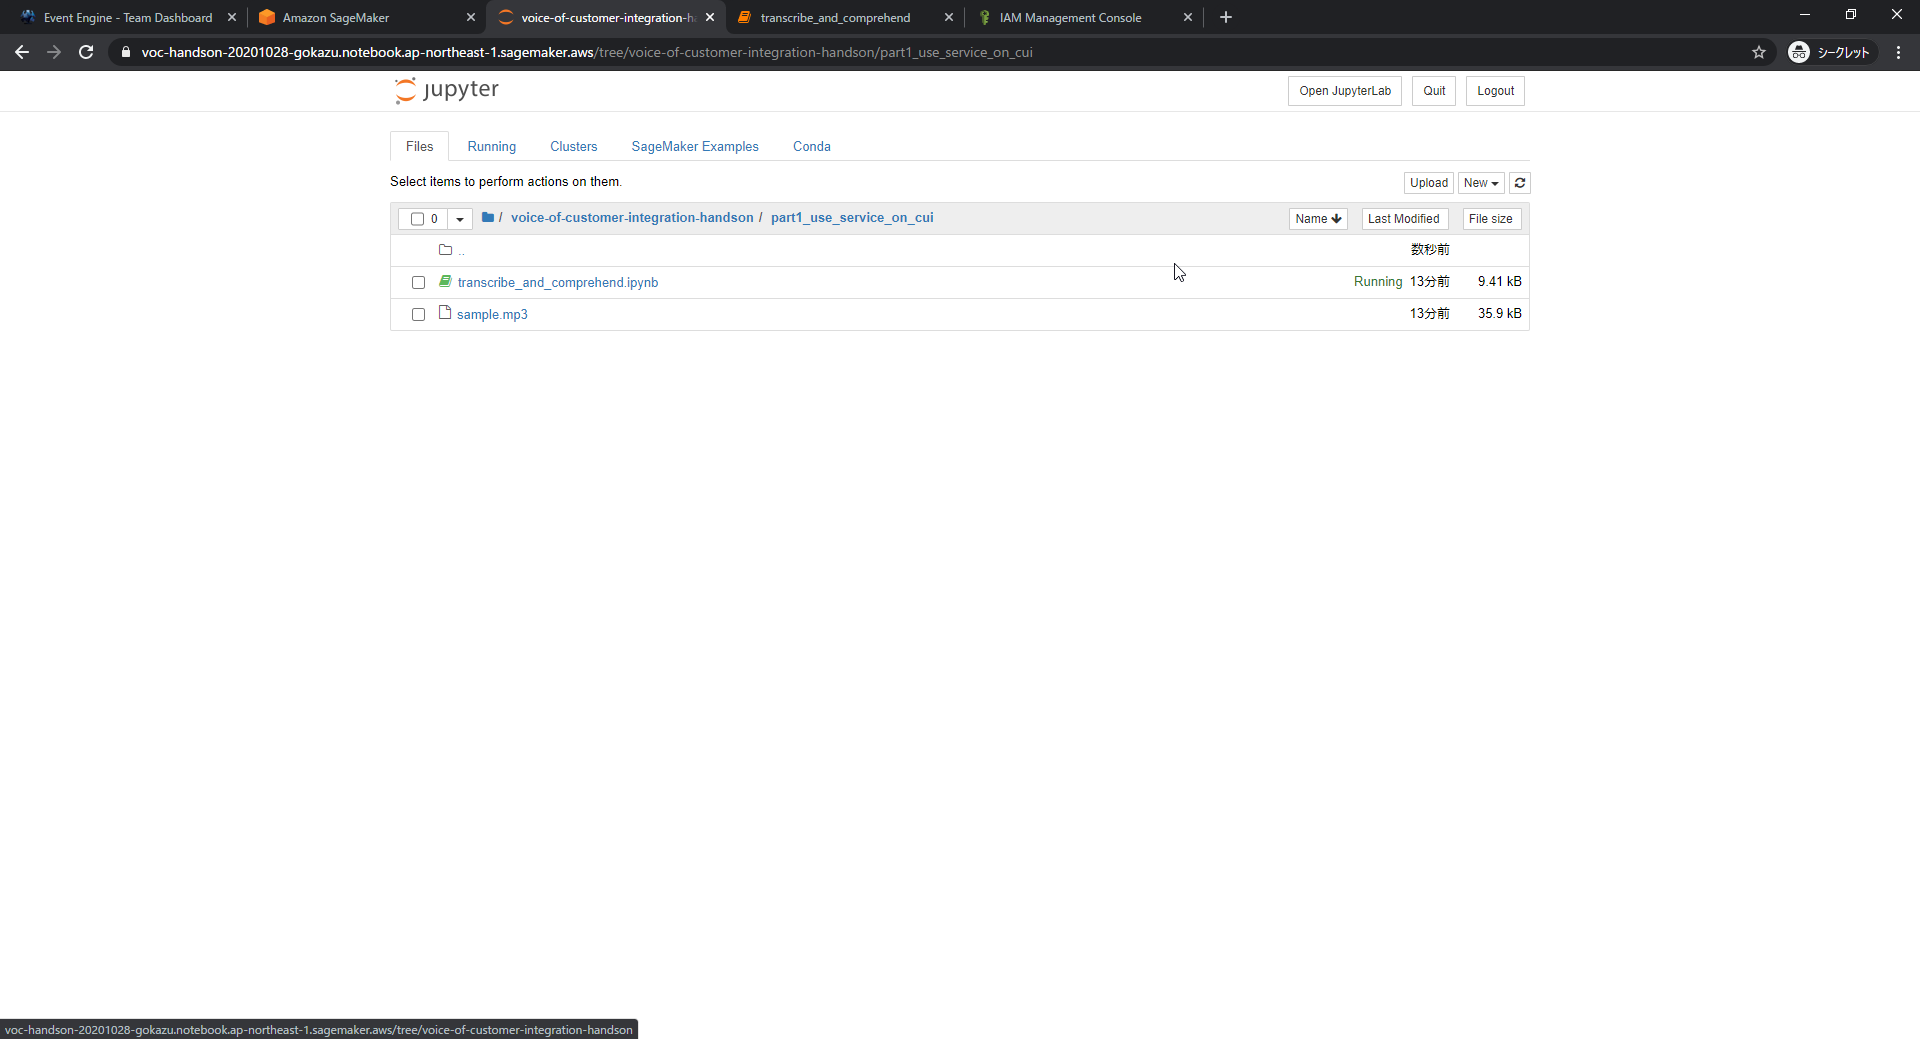 Event Engine - Team Dashboard
Amazon SageMaker
voice-of-customer-integration-h
transcribe_and_comprehend
IAM Management Console
voc-handson-20201028-gokazu.notebook.ap-northeast-1.sagemaker.aws/tree/voice-of-customer-integration-handson/part1_use_service_on_cui
シークレット
jupyter
Open JupyterLab Quit Logout
Files Running Clusters SageMaker Examples Conda
Select items to perform actions on them.
Upload New
0 / voice-of-customer-integration-handson / part1_use_service_on_cui Name Last Modified File size
.. 数秒前
transcribe_and_comprehend.ipynb Running 13分前 9.41 kB
sample.mp3 13分前 35.9 kB
voc-handson-20201028-gokazu.notebook.ap-northeast-1.sagemaker.aws/tree/voice-of-customer-integration-handson